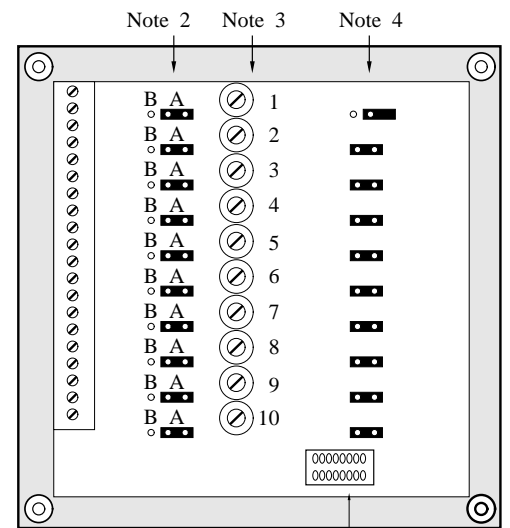 Note 2 Note 3 Note 4
B A 1
B A 2
B A 3
B A 4
B A 5
B A 6
B A 7
B A 8
B A 9
B A 10
00000000
00000000